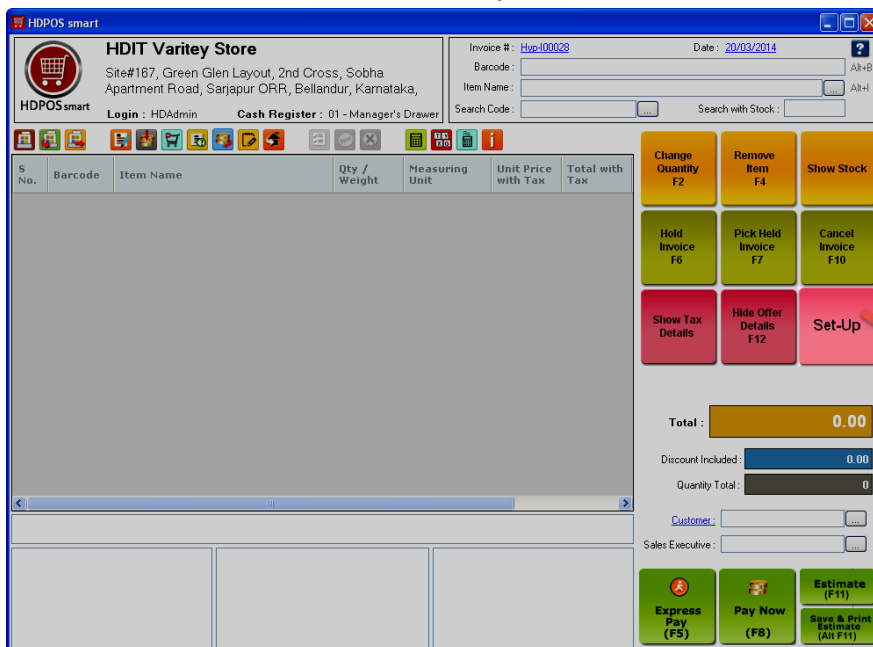 HDPOS smart
HDIT Varitey Store
Site#167, Green Glen Layout, 2nd Cross, Sobha
Apartment Road, Sarjapur ORR, Bellandur, Karnataka,
HDPOS smart
Login : HDAdmin Cash Register : 01 - Manager's Drawer
Invoice # : Hyp-I00028 Date : 20/03/2014 ?
Barcode : Alt+B
Item Name : ... Alt+I
Search Code : ... Search with Stock :
S No. Barcode Item Name Qty / Weight Measuring Unit Unit Price with Tax Total with Tax
Change Quantity F2
Remove Item F4
Show Stock
Hold Invoice F6
Pick Held Invoice F7
Cancel Invoice F10
Show Tax Details
Hide Offer Details F12
Set-Up
Total : 0.00
Discount Included : 0.00
Quantity Total : 0
Customer : ...
Sales Executive : ...
Express Pay (F5)
Pay Now (F8)
Estimate (F11)
Save & Print Estimate (Alt F11)